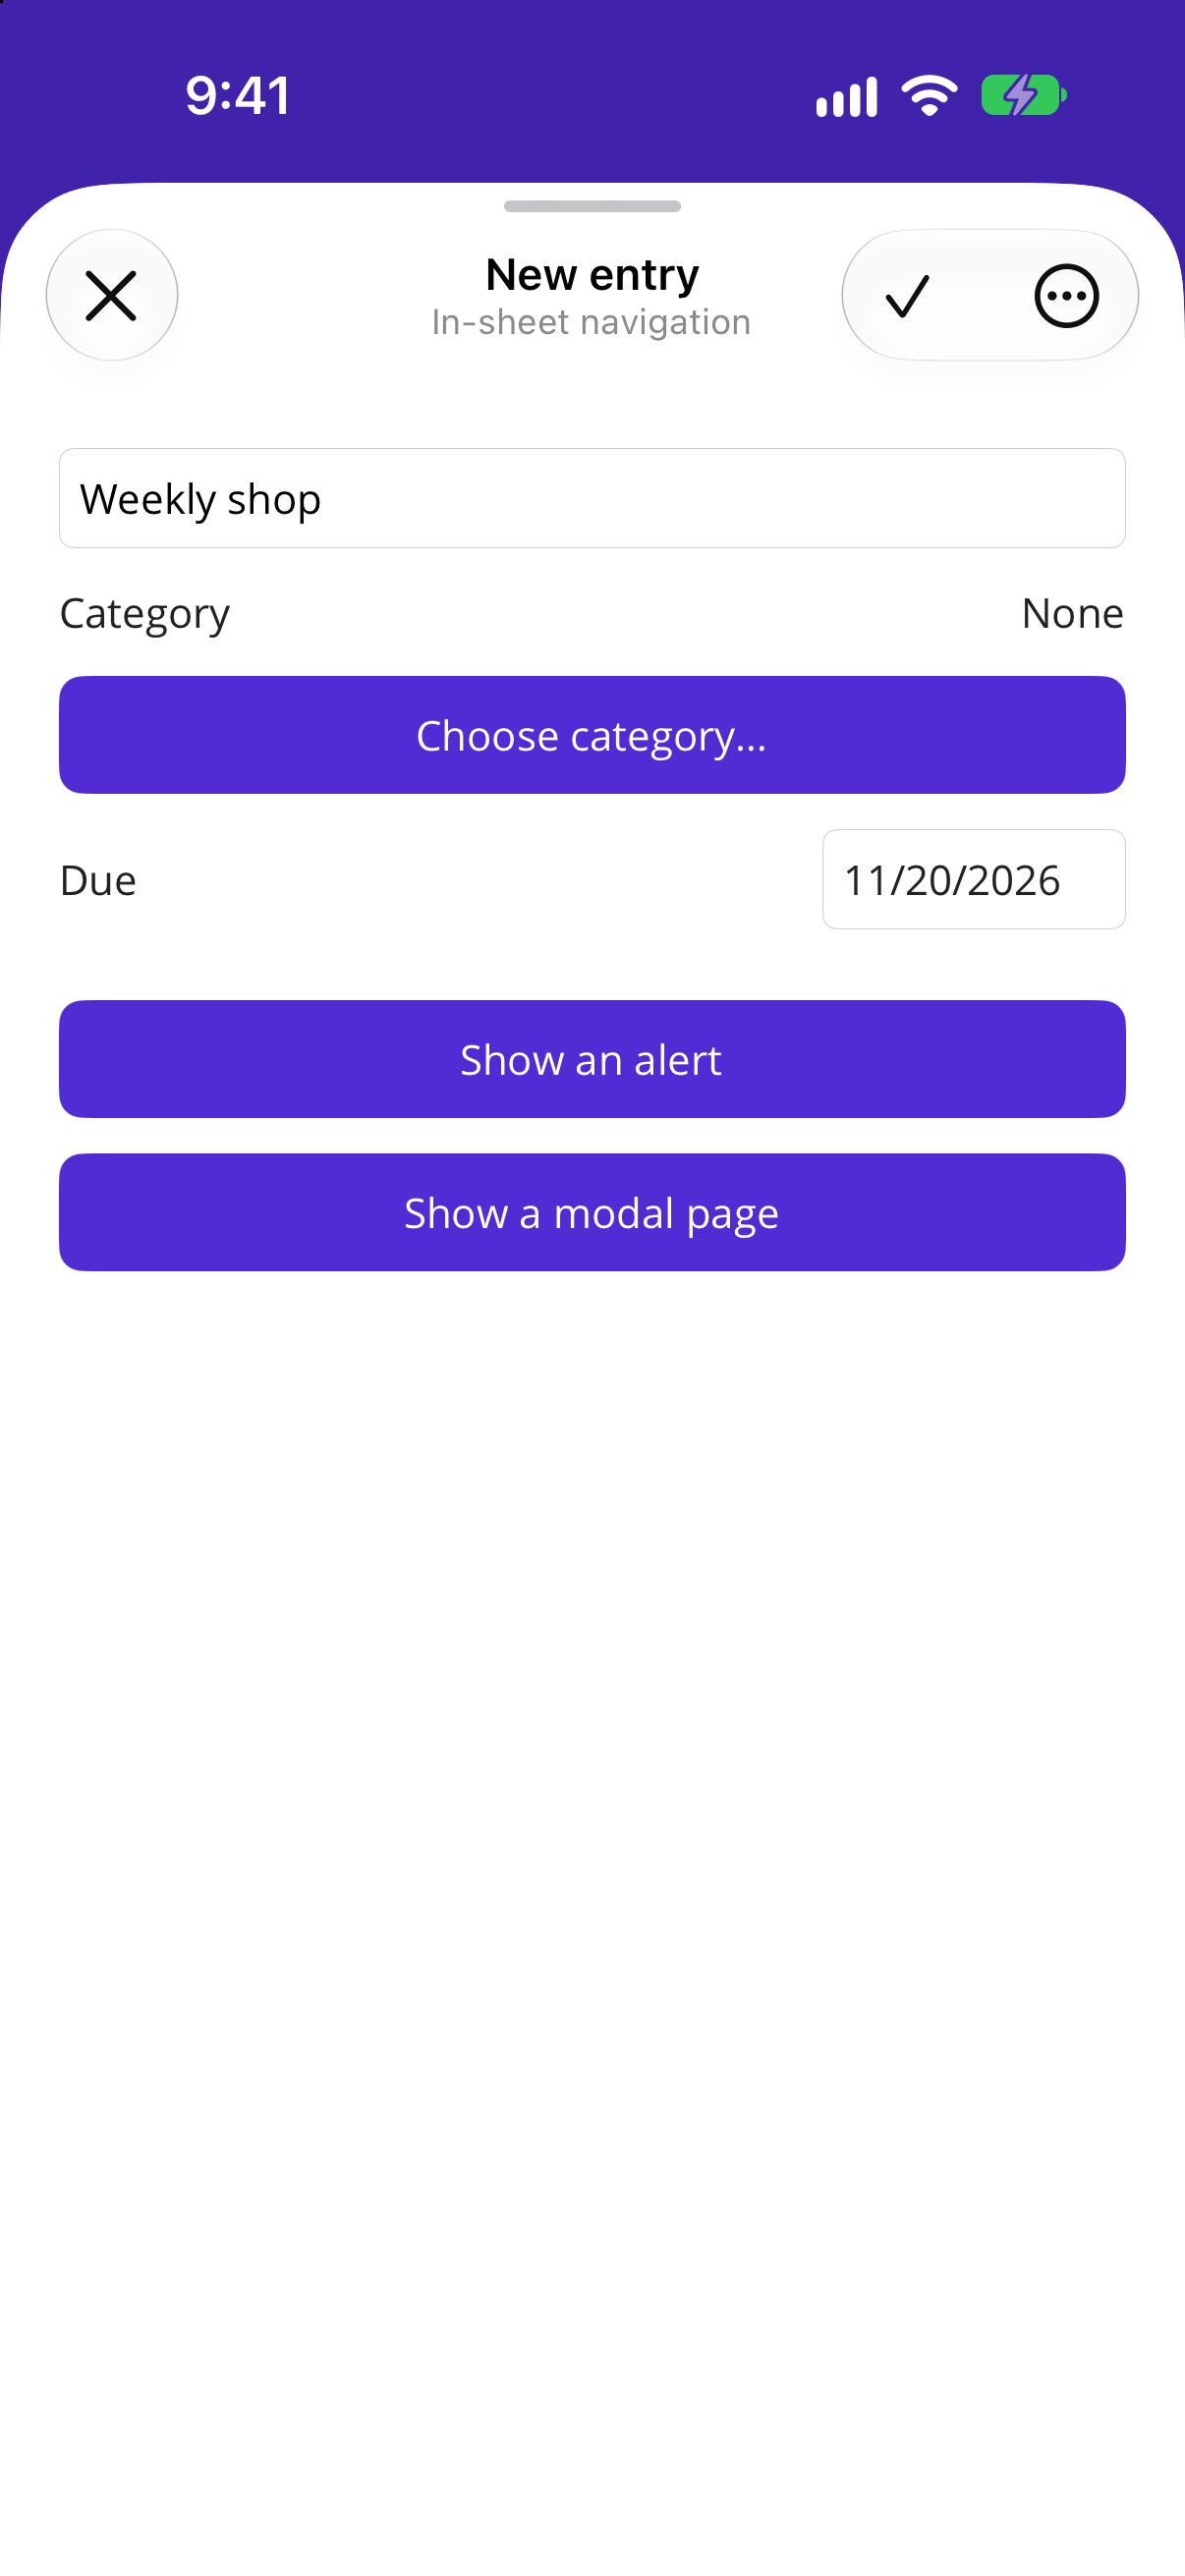 9:41
New entry
In-sheet navigation
Weekly shop
Category None
Choose category...
Due 11/20/2026
Show an alert
Show a modal page